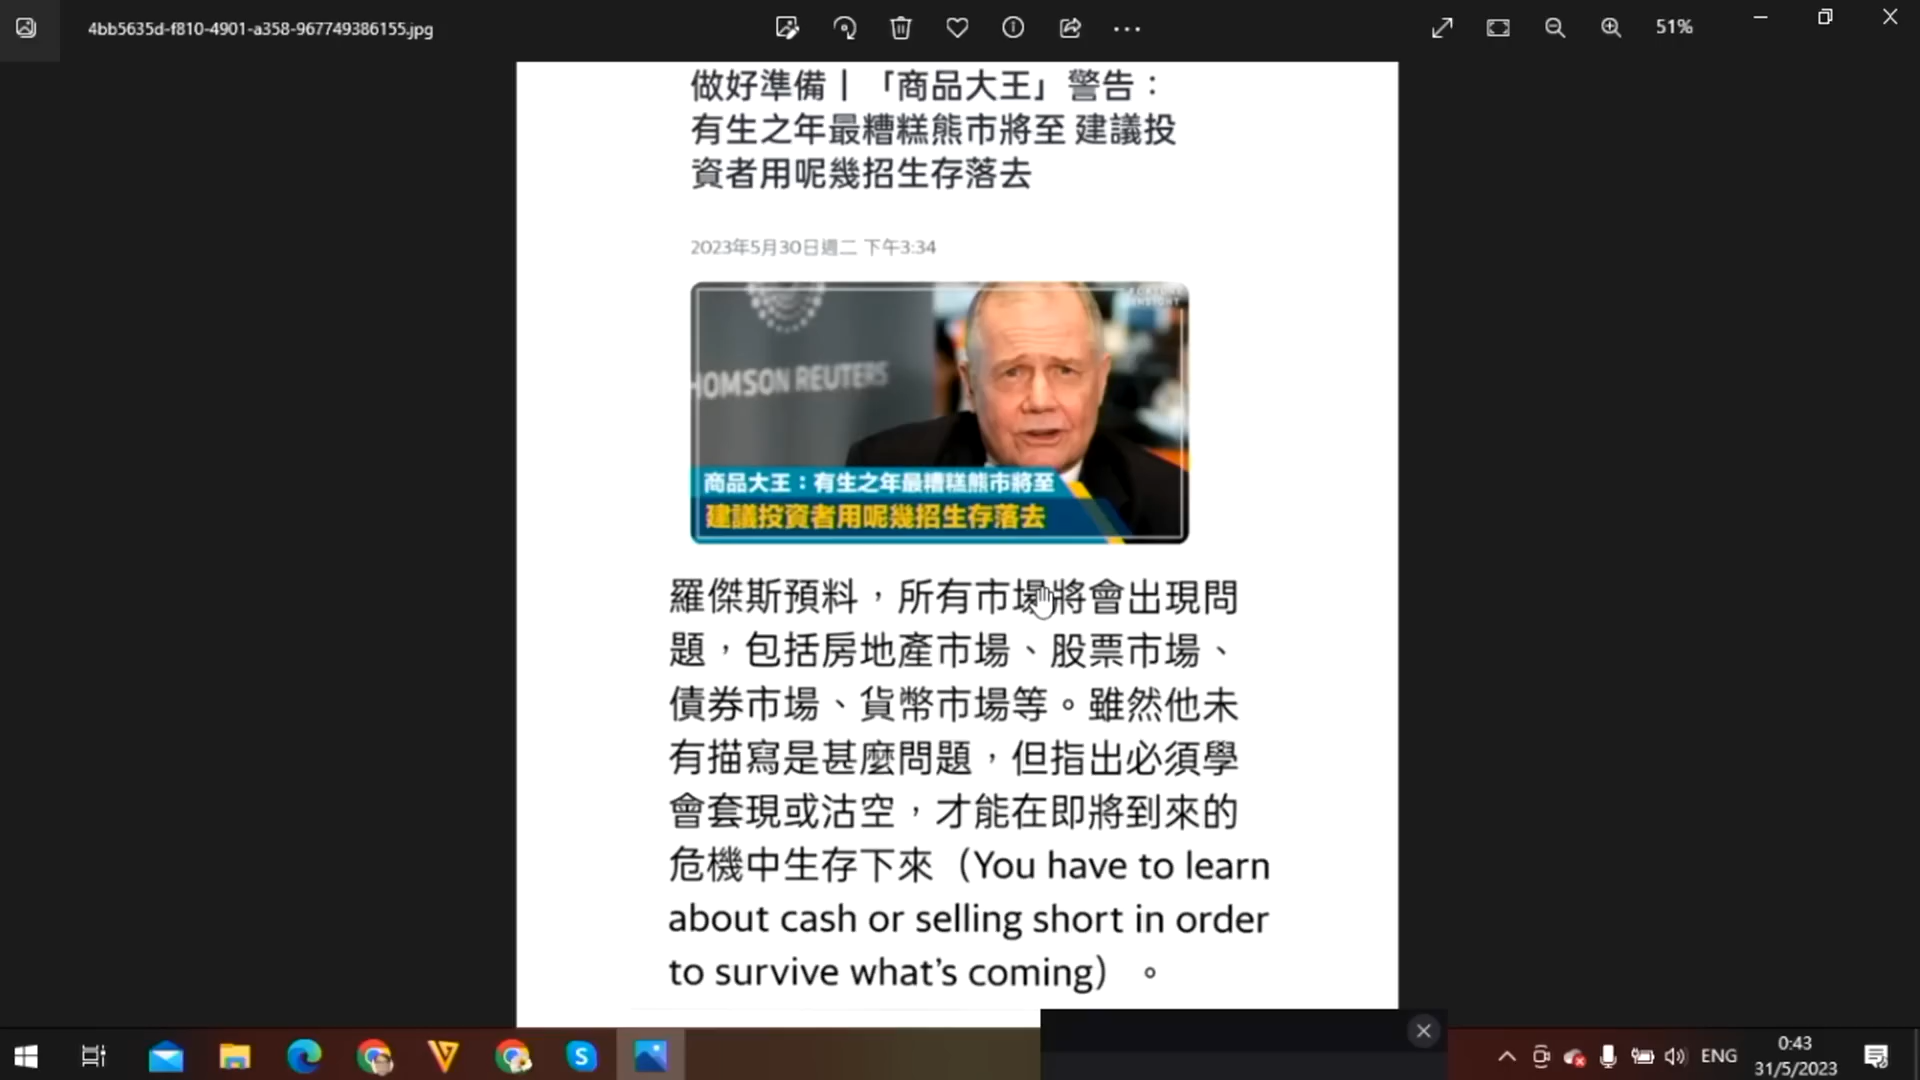 4bb5635d-f810-4901-a358-967749386155.jpg
51%
做好準備丨「商品大王」警告：
有生之年最糟糕熊市將至 建議投
資者用呢幾招生存落去
2023年5月30日週二 下午3:34
INSIGHT
HOMSON REUTERS
商品大王：有生之年最糟糕熊市將至
建議投資者用呢幾招生存落去
羅傑斯預料，所有市場將會出現問
題，包括房地產市場、股票市場、
債券市場、貨幣市場等。雖然他未
有描寫是甚麼問題，但指出必須學
會套現或沽空，才能在即將到來的
危機中生存下來（You have to learn
about cash or selling short in order
to survive what's coming）。
ENG
0:43
31/5/2023